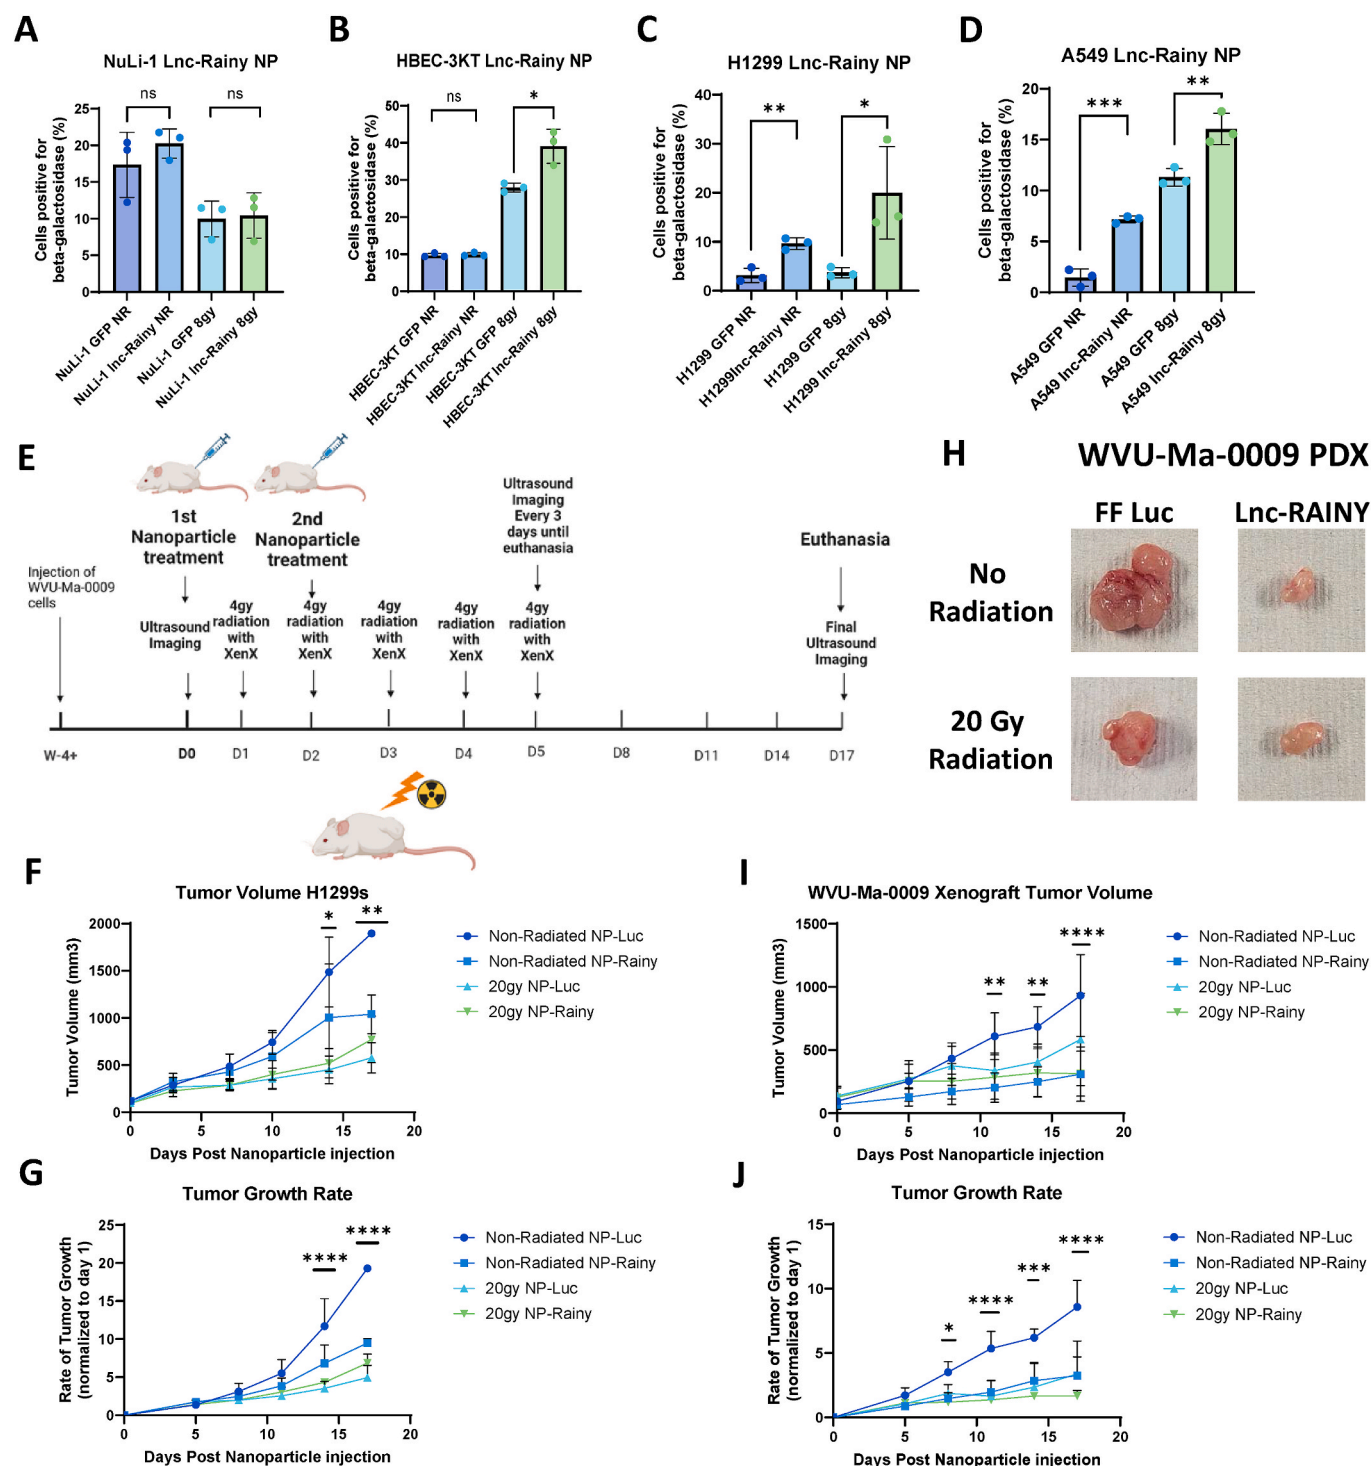 A
NuLi-1 Lnc-Rainy NP
Cells positive for
beta-galactosidase (%)
25
20
15
10
5
0
ns
ns
NuLi-1 GFP NR
NuLi-1 lnc-Rainy NR
NuLi-1 GFP 8gy
NuLi-1 lnc-Rainy 8gy
B
HBEC-3KT Lnc-Rainy NP
Cells positive for
beta-galactosidase (%)
50
40
30
20
10
0
ns
*
HBEC-3KT GFP NR
HBEC-3KT lnc-Rainy NR
HBEC-3KT GFP 8gy
HBEC-3KT lnc-Rainy 8gy
C
H1299 Lnc-Rainy NP
Cells positive for
beta-galactosidase (%)
40
30
20
10
0
**
*
H1299 GFP NR
H1299lnc-Rainy NR
H1299 GFP 8gy
H1299 lnc-Rainy 8gy
D
A549 Lnc-Rainy NP
Cells positive for
beta-galactosidase (%)
20
15
10
5
0
***
**
A549 GFP NR
A549 lnc-Rainy NR
A549 GFP 8gy
A549 lnc-Rainy 8gy
E
Injection of
WVU-Ma-0009
cells
1st
Nanoparticle
treatment
Ultrasound
Imaging
2nd
Nanoparticle
treatment
4gy
radiation
with
XenX
4gy
radiation
with
XenX
4gy
radiation
with
XenX
4gy
radiation
with
XenX
Ultrasound
Imaging
Every 3
days until
euthanasia
4gy
radiation
with
XenX
Euthanasia
Final
Ultrasound
Imaging
W-4+ D0 D1 D2 D3 D4 D5 D8 D11 D14 D17
H
WVU-Ma-0009 PDX
FF Luc Lnc-RAINY
No
Radiation
20 Gy
Radiation
F
Tumor Volume H1299s
Tumor Volume (mm3)
2000
1500
1000
500
0
*
**
0 5 10 15 20
Days Post Nanoparticle injection
Non-Radiated NP-Luc
Non-Radiated NP-Rainy
20gy NP-Luc
20gy NP-Rainy
I
WVU-Ma-0009 Xenograft Tumor Volume
Tumor Volume (mm3)
1500
1000
500
0
**
**
****
0 5 10 15 20
Days Post Nanoparticle injection
Non-Radiated NP-Luc
Non-Radiated NP-Rainy
20gy NP-Luc
20gy NP-Rainy
G
Tumor Growth Rate
Rate of Tumor Growth
(normalized to day 1)
25
20
15
10
5
0
****
****
0 5 10 15 20
Days Post Nanoparticle injection
Non-Radiated NP-Luc
Non-Radiated NP-Rainy
20gy NP-Luc
20gy NP-Rainy
J
Tumor Growth Rate
Rate of Tumor Growth
(normalized to day 1)
15
10
5
0
*
****
***
****
0 5 10 15 20
Days Post Nanoparticle injection
Non-Radiated NP-Luc
Non-Radiated NP-Rainy
20gy NP-Luc
20gy NP-Rainy